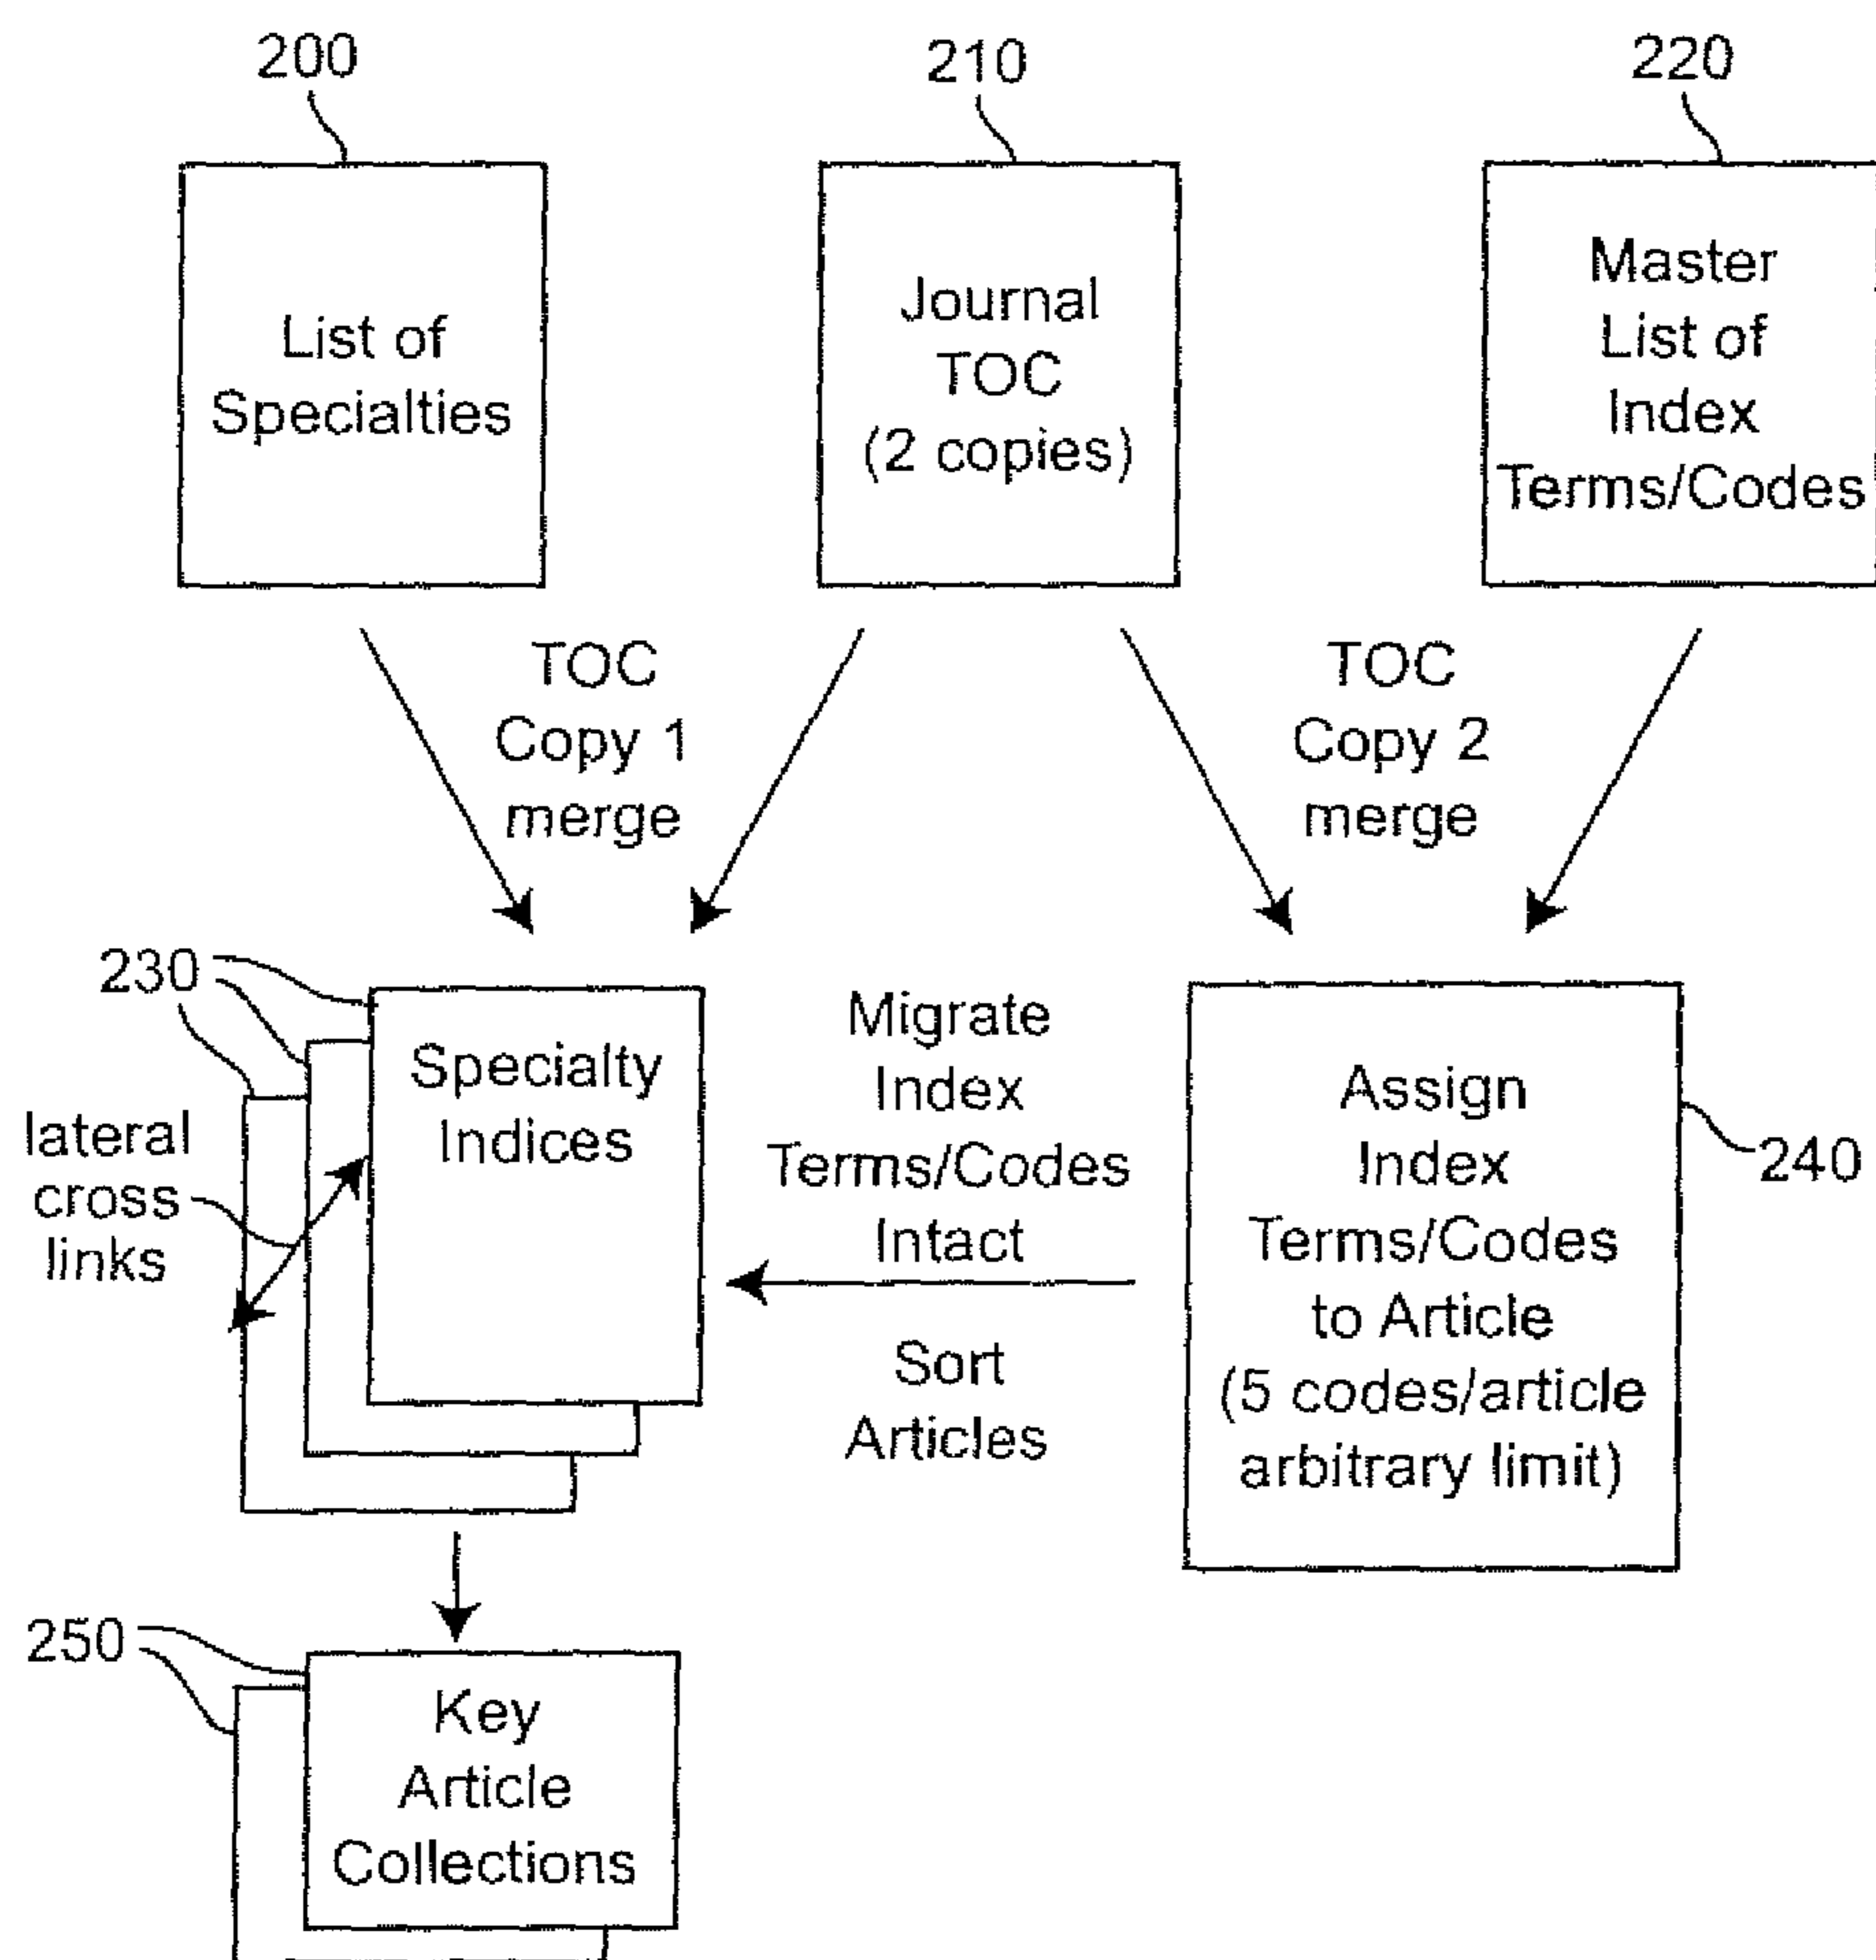 200
210
220
List of
Specialties
Journal
TOC
(2 copies)
Master
List of
Index
Terms/Codes
TOC
Copy 1
merge
TOC
Copy 2
merge
230
lateral
cross
links
Specialty
Indices
Migrate
Index
Terms/Codes
Intact
Sort
Articles
Assign
Index
Terms/Codes
to Article
(5 codes/article
arbitrary limit)
240
250
Key
Article
Collections